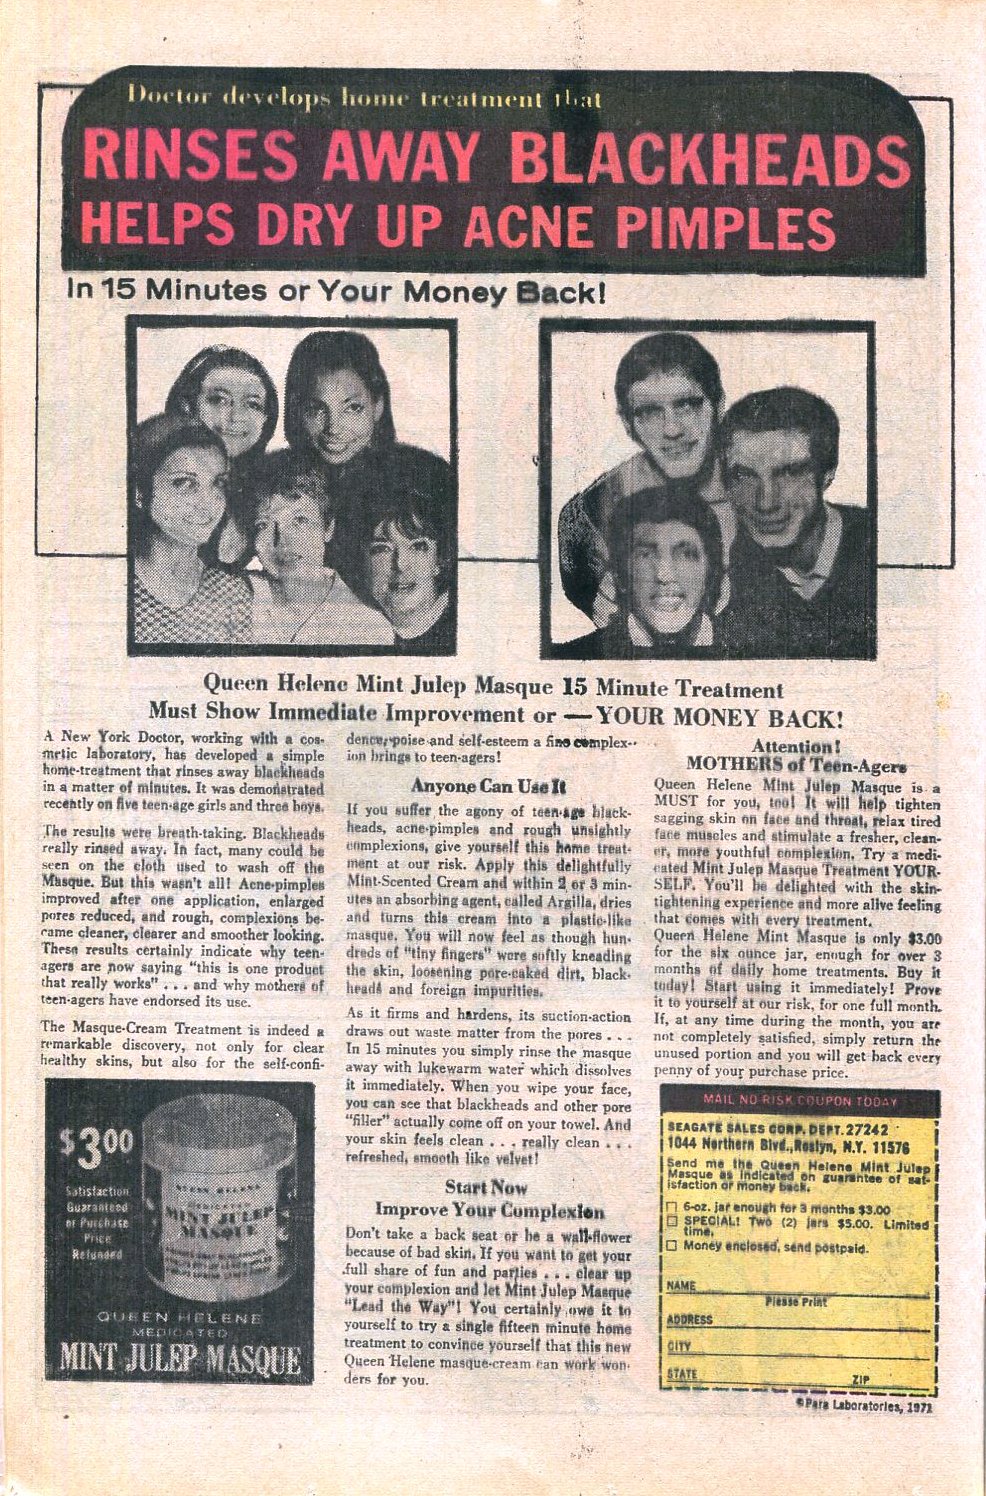 Doctor develops home treatment that
RINSES AWAY BLACKHEADS
HELPS DRY UP ACNE PIMPLES
In 15 Minutes or Your Money Back!
Queen Helene Mint Julep Masque 15 Minute Treatment
Must Show Immediate Improvement or — YOUR MONEY BACK!
A New York Doctor, working with a cos-
metic laboratory, has developed a simple
home-treatment that rinses away blackheads
in a matter of minutes. It was demonstrated
recently on five teen-age girls and three boys.
The results were breath-taking. Blackheads
really rinsed away. In fact, many could be
seen on the cloth used to wash off the
Masque. But this wasn't all! Acne-pimples
improved after one application, enlarged
pores reduced, and rough, complexions be-
came cleaner, clearer and smoother looking.
These results certainly indicate why teen-
agers are now saying "this is one product
that really works" . . . and why mothers of
teen-agers have endorsed its use.
The Masque-Cream Treatment is indeed a
remarkable discovery, not only for clear
healthy skins, but also for the self-confi-
$3.00
Satisfaction
Guaranteed
or Purchase
Price
Refunded
QUEEN HELENE
MEDICATED
MINT JULEP
MASQUE
QUEEN HELENE
MEDICATED
MINT JULEP MASQUE
dence, poise and self-esteem a fine complex-
ion brings to teen-agers!
Anyone Can Use It
If you suffer the agony of teen-age black-
heads, acne-pimples and rough unsightly
complexions, give yourself this home treat-
ment at our risk. Apply this delightfully
Mint-Scented Cream and within 2 or 3 min-
utes an absorbing agent, called Argilla, dries
and turns this cream into a plastic-like
masque. You will now feel as though hun-
dreds of "tiny fingers" were softly kneading
the skin, loosening pore-caked dirt, black-
heads and foreign impurities.
As it firms and hardens, its suction-action
draws out waste matter from the pores . . .
In 15 minutes you simply rinse the masque
away with lukewarm water which dissolves
it immediately. When you wipe your face,
you can see that blackheads and other pore
"filler" actually come off on your towel. And
your skin feels clean . . . really clean . . .
refreshed, smooth like velvet!
Start Now
Improve Your Complexion
Don't take a back seat or be a wall-flower
because of bad skin. If you want to get your
full share of fun and parties . . . clear up
your complexion and let Mint Julep Masque
"Lead the Way"! You certainly owe it to
yourself to try a single fifteen minute home
treatment to convince yourself that this new
Queen Helene masque-cream can work won-
ders for you.
Attention!
MOTHERS of Teen-Agers
Queen Helene Mint Julep Masque is a
MUST for you, too! It will help tighten
sagging skin on face and throat, relax tired
face muscles and stimulate a fresher, clean-
er, more youthful complexion. Try a medi-
cated Mint Julep Masque Treatment YOUR-
SELF. You'll be delighted with the skin-
tightening experience and more alive feeling
that comes with every treatment.
Queen Helene Mint Masque is only $3.00
for the six ounce jar, enough for over 3
months of daily home treatments. Buy it
today! Start using it immediately! Prove
it to yourself at our risk, for one full month.
If, at any time during the month, you are
not completely satisfied, simply return the
unused portion and you will get back every
penny of your purchase price.
MAIL NO RISK COUPON TODAY
SEAGATE SALES CORP. DEPT. 27242
1044 Northern Blvd., Roslyn, N.Y. 11576
Send me the Queen Helene Mint Julep
Masque as indicated on guarantee of sat-
isfaction or money back.
6-oz. jar enough for 3 months $3.00
SPECIAL! Two (2) jars $5.00. Limited
time.
Money enclosed, send postpaid.
NAME
Please Print
ADDRESS
CITY
STATE ZIP
©Para Laboratories, 1971